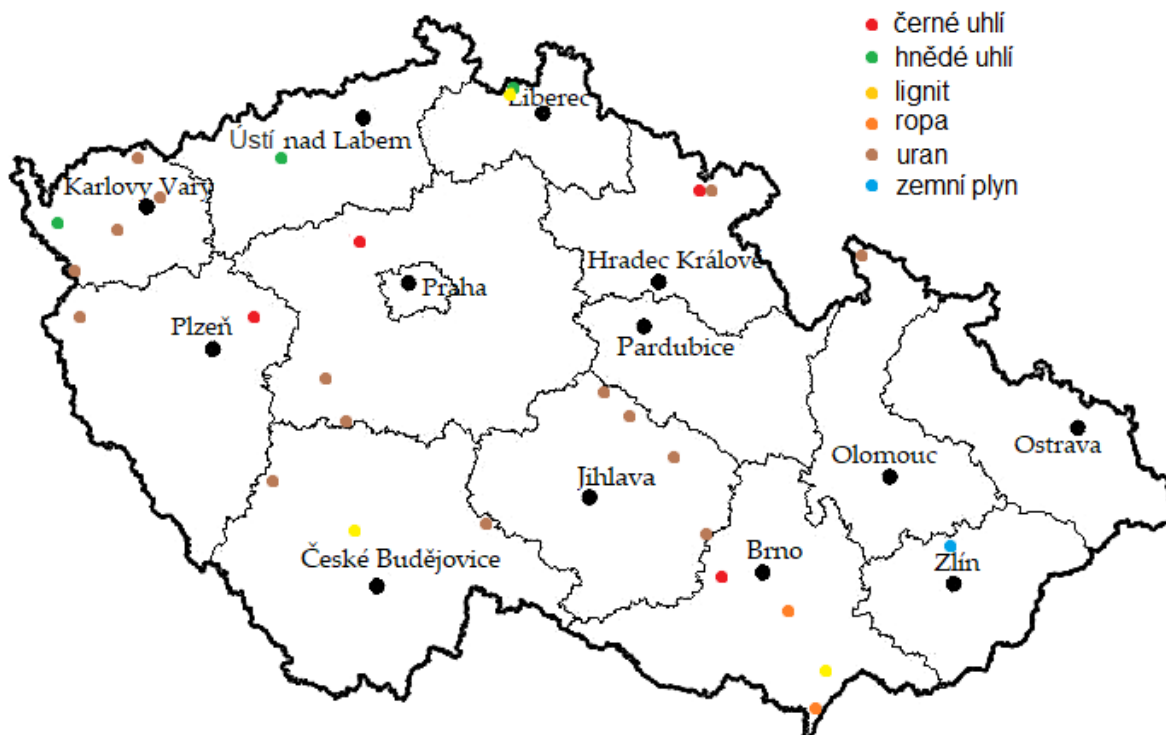 černé uhlí
hnědé uhlí
lignit
ropa
uran
zemní plyn
Liberec
Ústí nad Labem
Karlovy Vary
Hradec Králové
Praha
Plzeň
Pardubice
Ostrava
Olomouc
Jihlava
Brno
Zlín
České Budějovice